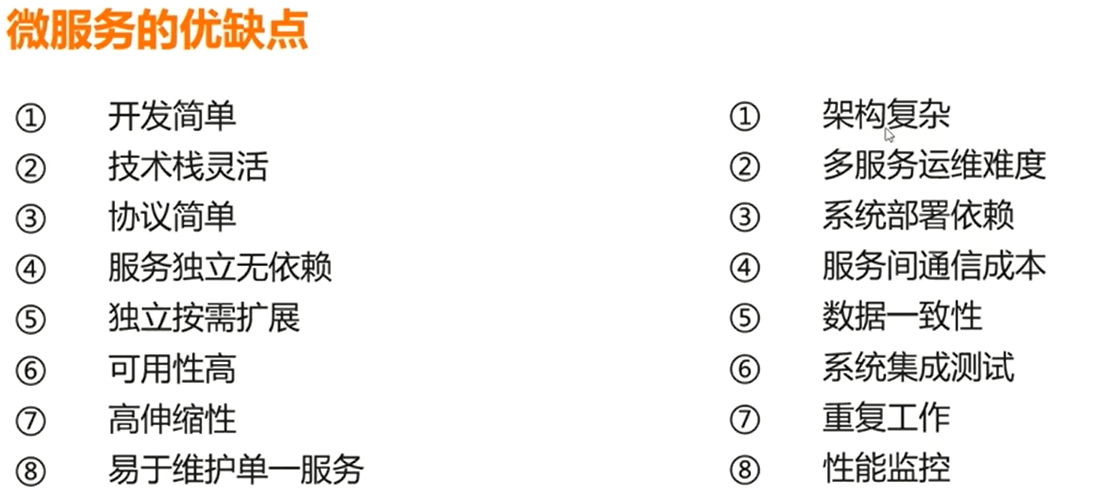 微服务的优缺点
① 开发简单
② 技术栈灵活
③ 协议简单
④ 服务独立无依赖
⑤ 独立按需扩展
⑥ 可用性高
⑦ 高伸缩性
⑧ 易于维护单一服务
① 架构复杂
② 多服务运维难度
③ 系统部署依赖
④ 服务间通信成本
⑤ 数据一致性
⑥ 系统集成测试
⑦ 重复工作
⑧ 性能监控